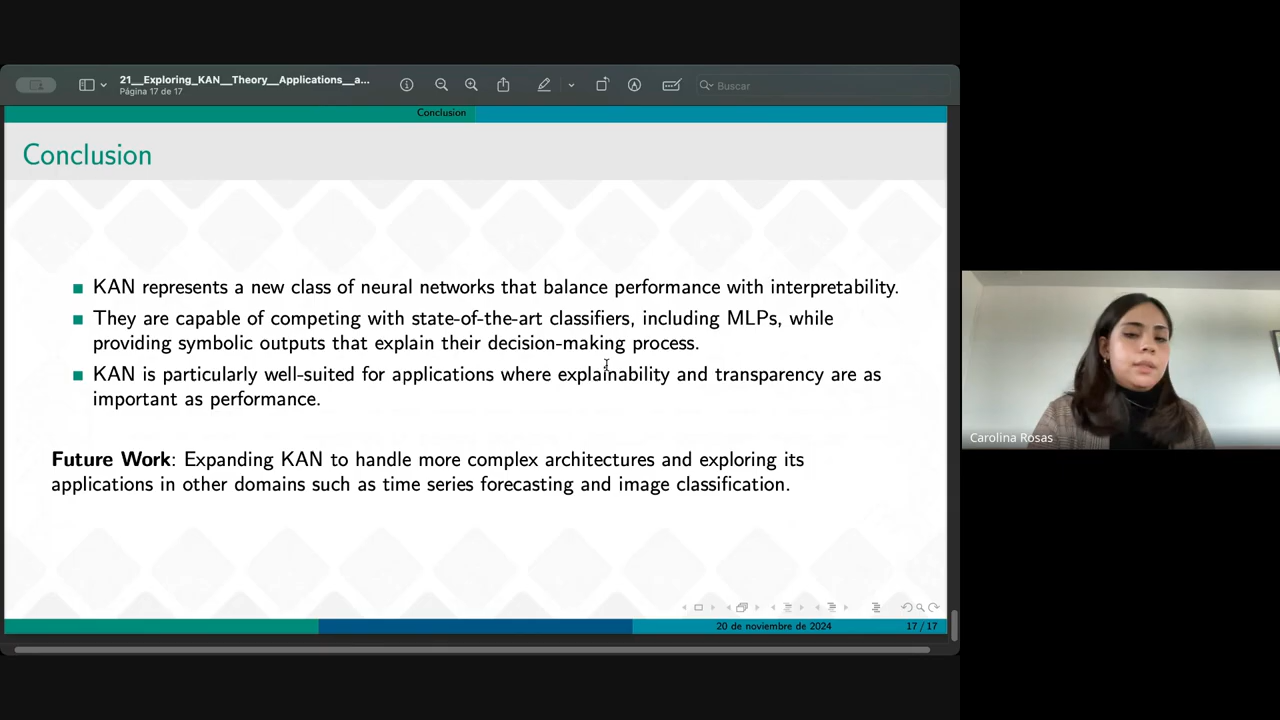 21__Exploring_KAN__Theory__Applications__a...
Página 17 de 17
Buscar
Conclusion
Conclusion
KAN represents a new class of neural networks that balance performance with interpretability.
They are capable of competing with state-of-the-art classifiers, including MLPs, while
providing symbolic outputs that explain their decision-making process.
KAN is particularly well-suited for applications where explainability and transparency are as
important as performance.
Future Work: Expanding KAN to handle more complex architectures and exploring its
applications in other domains such as time series forecasting and image classification.
20 de noviembre de 2024
17 / 17
Carolina Rosas